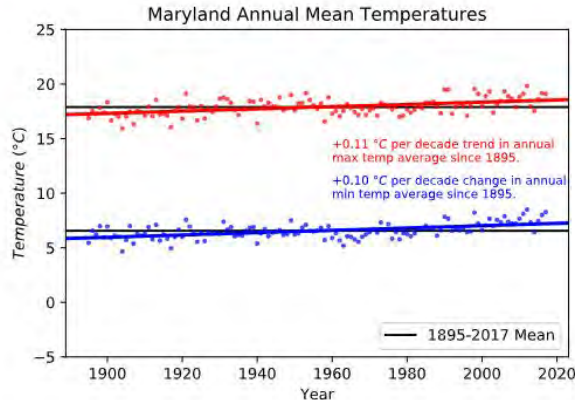 Maryland Annual Mean Temperatures
25
20
15
10
5
0
−5
Temperature (°C)
+0.11 °C per decade trend in annual
max temp average since 1895.
+0.10 °C per decade change in annual
min temp average since 1895.
1895-2017 Mean
1900
1920
1940
1960
1980
2000
2020
Year